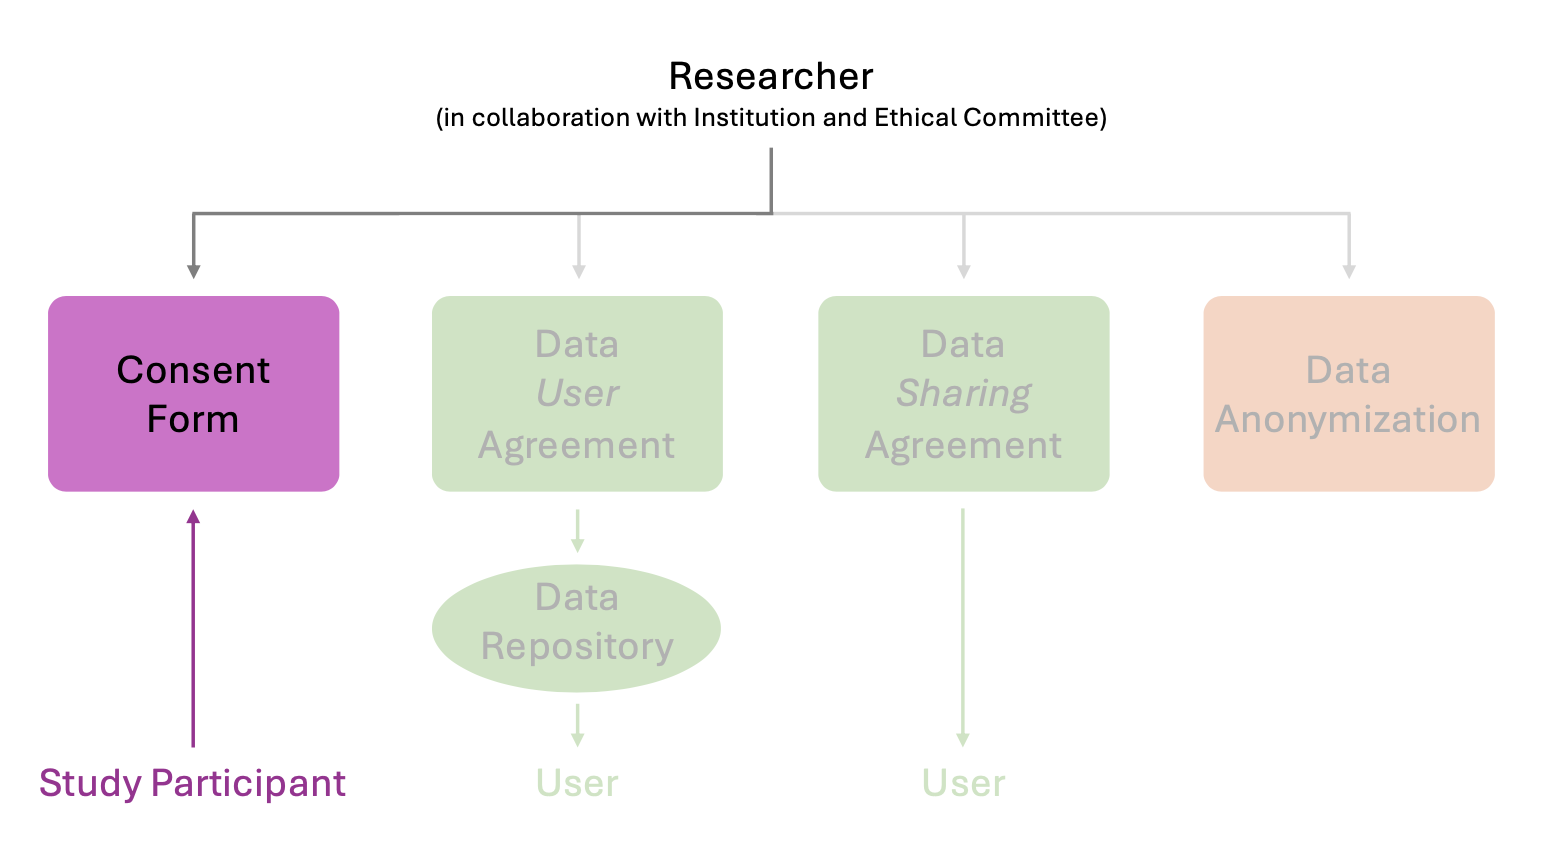 Researcher
(in collaboration with Institution and Ethical Committee)
Consent
Form
Data
User
Agreement
Data
Sharing
Agreement
Data
Anonymization
Data
Repository
Study Participant
User
User